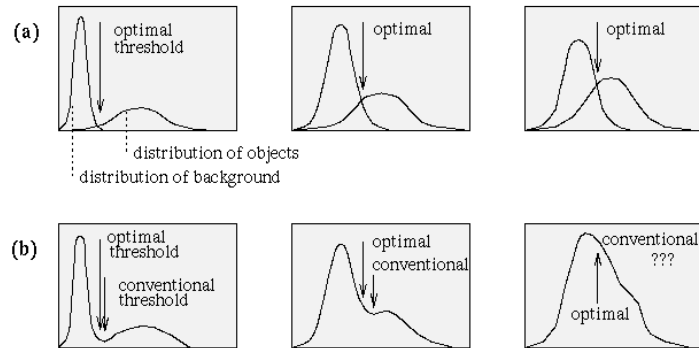 (a)
optimal
threshold
optimal
optimal
distribution of objects
distribution of background
(b)
optimal
threshold
conventional
threshold
optimal
conventional
conventional
???
optimal